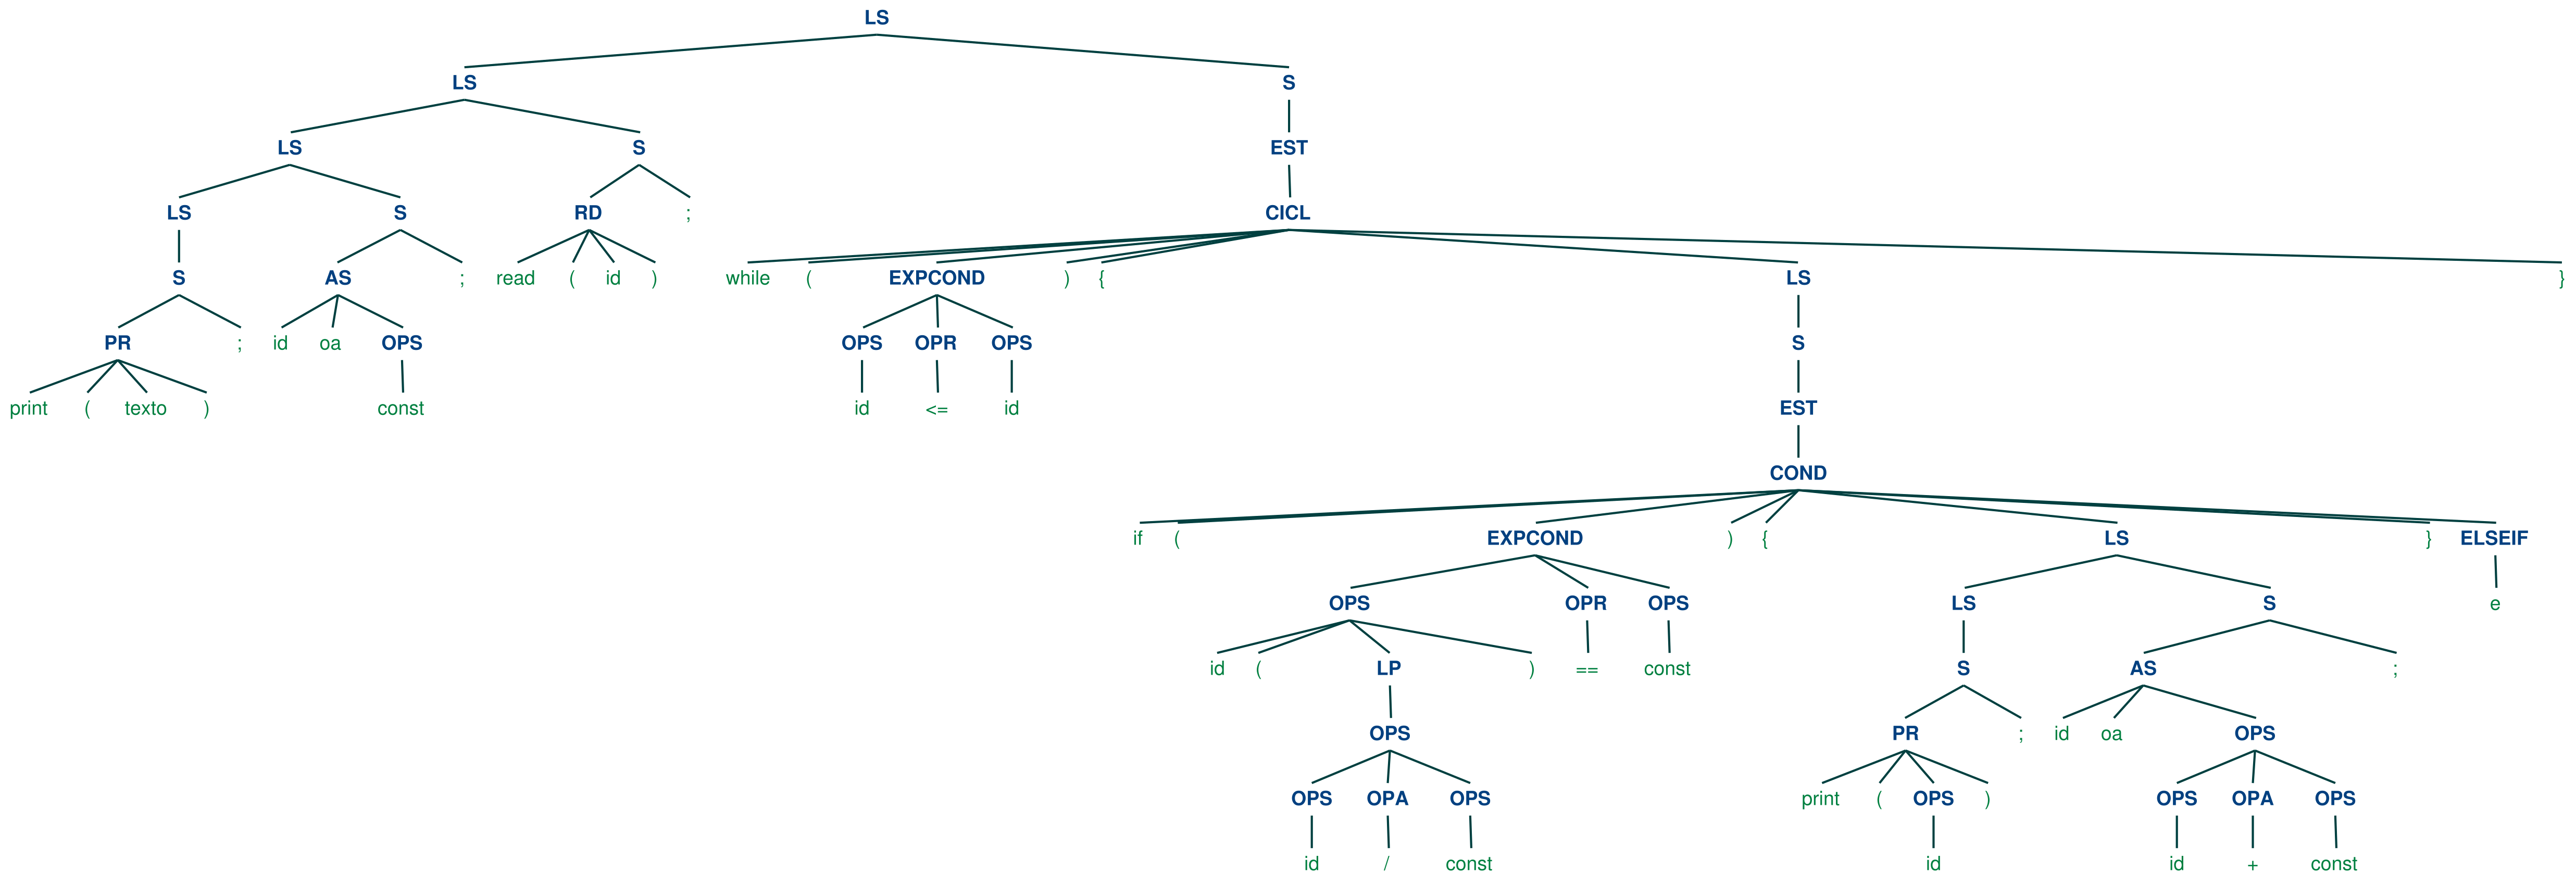 LS
LS S
LS S EST
LS S RD ; CICL
S AS ; read ( id ) while ( EXPCOND ) { LS }
PR ; id oa OPS OPS OPR OPS S
print ( texto ) const id <= id EST
COND
if ( EXPCOND ) { LS } ELSEIF
OPS OPR OPS LS S e
id ( LP ) == const S AS ;
OPS PR ; id oa OPS
OPS OPA OPS print ( OPS ) OPS OPA OPS
id / const id id + const